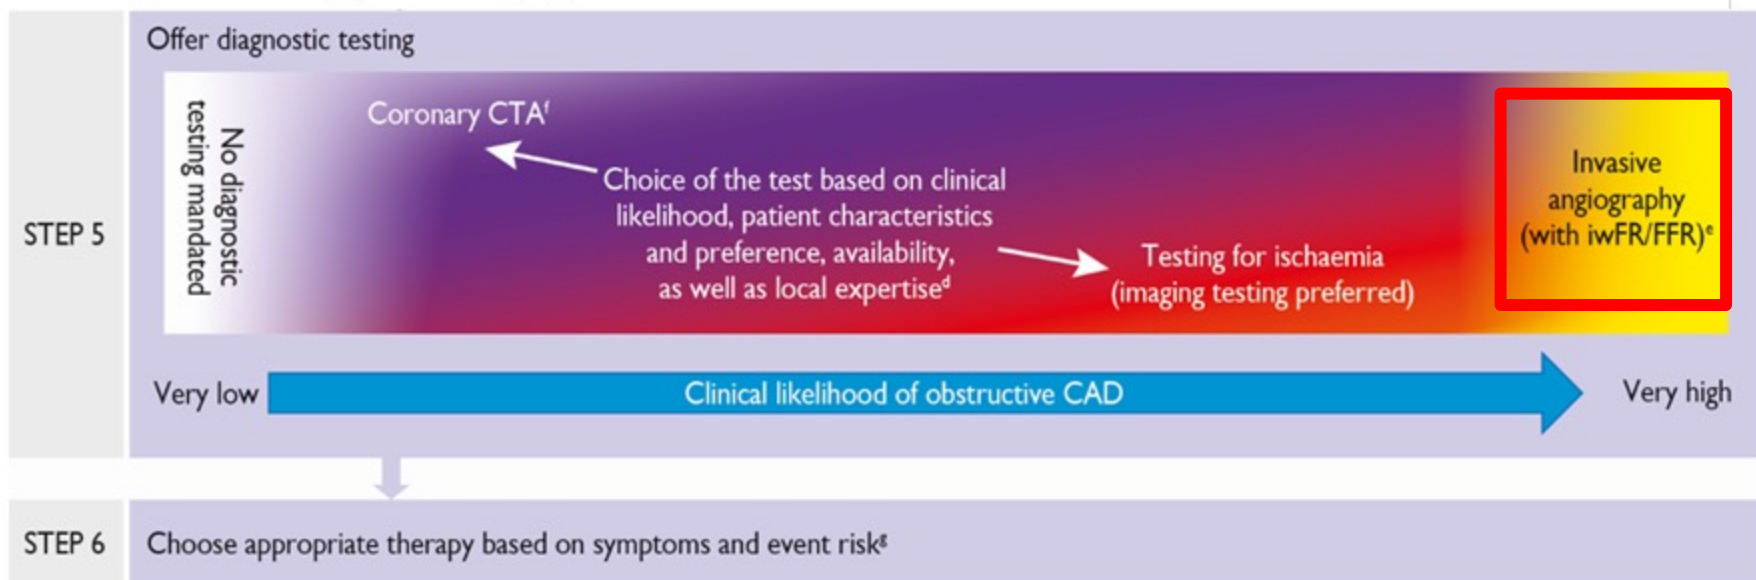 Offer diagnostic testing
STEP 5
No diagnostic
testing mandated
Coronary CTAᶠ
Choice of the test based on clinical
likelihood, patient characteristics
and preference, availability,
as well as local expertiseᵈ
Testing for ischaemia
(imaging testing preferred)
Invasive
angiography
(with iwFR/FFR)ᵉ
Very low
Clinical likelihood of obstructive CAD
Very high
STEP 6
Choose appropriate therapy based on symptoms and event riskᵍ